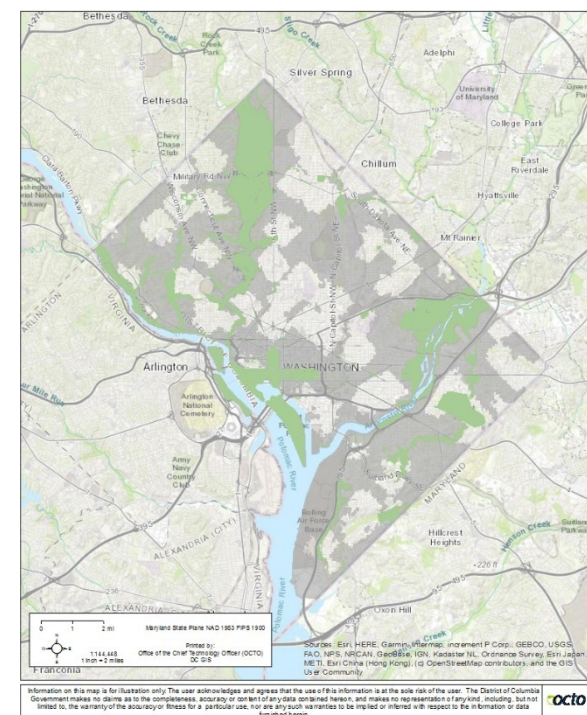 Bethesda
495
Rock
Creek
Park
Adelphi
Silver Spring
University
of Maryland
Bethesda
College Park
Chevy
Chase
Club
Chillum
East
Riverdale
Military Rd NW
295
Hyattsville
Mt Rainier
ARLINGTON
VIRGINIA
Arlington
WASHINGTON
Arlington
National
Cemetery
Army
Navy
Country
Club
Potomac
River
MARYLAND
Bolling
Air Force
Base
Hillcrest
Heights
ALEXANDRIA (CITY)
395
226 ft
495
VIRGINIA
Potomac River
Oxon Hill
Franconia
0 1 2 mi
Maryland State Plane NAD 1983 FIPS 1900
Printed by:
Office of the Chief Technology Officer (OCTO)
DC GIS
1:144,448
1 inch = 2 miles
Sources: Esri, HERE, Garmin, Intermap, increment P Corp., GEBCO, USGS,
FAO, NPS, NRCAN, GeoBase, IGN, Kadaster NL, Ordnance Survey, Esri Japan,
METI, Esri China (Hong Kong), (c) OpenStreetMap contributors, and the GIS
User Community
Information on this map is for illustration only. The user acknowledges and agrees that the use of this information is at the sole risk of the user. The District of Columbia
Government makes no claims as to the completeness, accuracy or content of any data contained hereon, and makes no representation of any kind, including, but not
limited to, the warranty of the accuracy or fitness for a particular use, nor are any such warranties to be implied or inferred with respect to the information or data
furnished herein.
octo